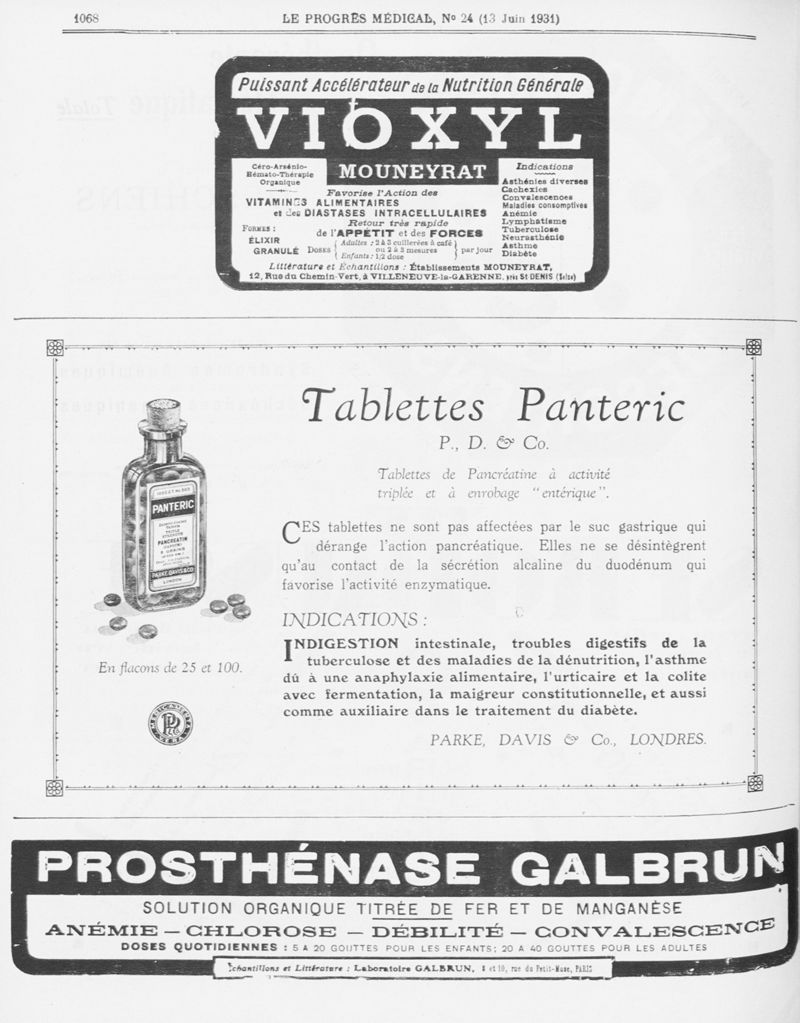 1068
LE PROGRÈS MÉDICAL, No 24 (13 Juin 1931)
Puissant Accélérateur de la Nutrition Générale
VIOXYL
MOUNEYRAT
Céro-Arsénio-
Hémato-Thérapie
Organique
Favorise l'Action des
VITAMINES ALIMENTAIRES
et des DIASTASES INTRACELLULAIRES
Retour très rapide
de l'APPÉTIT et des FORCES
FORMES :
ÉLIXIR
GRANULÉ
DOSES
Adultes : 2 à 3 cuillerées à café
ou 2 à 3 mesures
Enfants : 1/2 dose
par jour
Indications
Asthénies diverses
Cachexies
Convalescences
Maladies consomptives
Anémie
Lymphatisme
Tuberculose
Neurasthénie
Asthme
Diabète
Littérature et Échantillons : Établissements MOUNEYRAT,
12, Rue du Chemin-Vert, à VILLENEUVE-la-GARENNE, près St-DENIS (Seine)
Tablettes Panteric
P., D. & Co.
Tablettes de Pancréatine à activité
triplée et à enrobage "entérique".
CES tablettes ne sont pas affectées par le suc gastrique qui
dérange l'action pancréatique. Elles ne se désintègrent
qu'au contact de la sécrétion alcaline du duodénum qui
favorise l'activité enzymatique.
INDICATIONS :
INDIGESTION intestinale, troubles digestifs de la
tuberculose et des maladies de la dénutrition, l'asthme
dû à une anaphylaxie alimentaire, l'urticaire et la colite
avec fermentation, la maigreur constitutionnelle, et aussi
comme auxiliaire dans le traitement du diabète.
PARKE, DAVIS & Co., LONDRES.
PANTERIC
TRIPLE
STRENGTH
PANCREATIN
5 GRAINS
PARKE, DAVIS & CO
LONDON
En flacons de 25 et 100.
MEDICAMENTA
VERA
PROSTHÉNASE GALBRUN
SOLUTION ORGANIQUE TITRÉE DE FER ET DE MANGANÈSE
ANÉMIE — CHLOROSE — DÉBILITÉ — CONVALESCENCE
DOSES QUOTIDIENNES : 5 A 20 GOUTTES POUR LES ENFANTS; 20 A 40 GOUTTES POUR LES ADULTES
Échantillons et Littérature : Laboratoire GALBRUN, 8 et 10, rue du Petit-Musc, PARIS